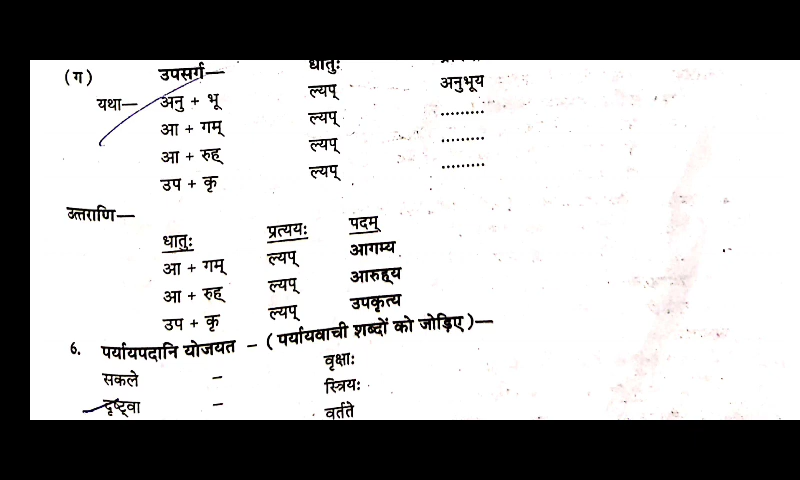 (ग) उपसर्ग— धातुः
यथा— अनु + भू ल्यप् अनुभूय
आ + गम् ल्यप् .........
आ + रुह् ल्यप् .........
उप + कृ ल्यप् .........
उत्तराणि—
धातुः प्रत्ययः पदम्
आ + गम् ल्यप् आगम्य
आ + रुह् ल्यप् आरुह्य
उप + कृ ल्यप् उपकृत्य
6. पर्यायपदानि योजयत – (पर्यायवाची शब्दों को जोड़िए)—
सकले – वृक्षाः
दृष्ट्वा – स्त्रियः
वर्तते